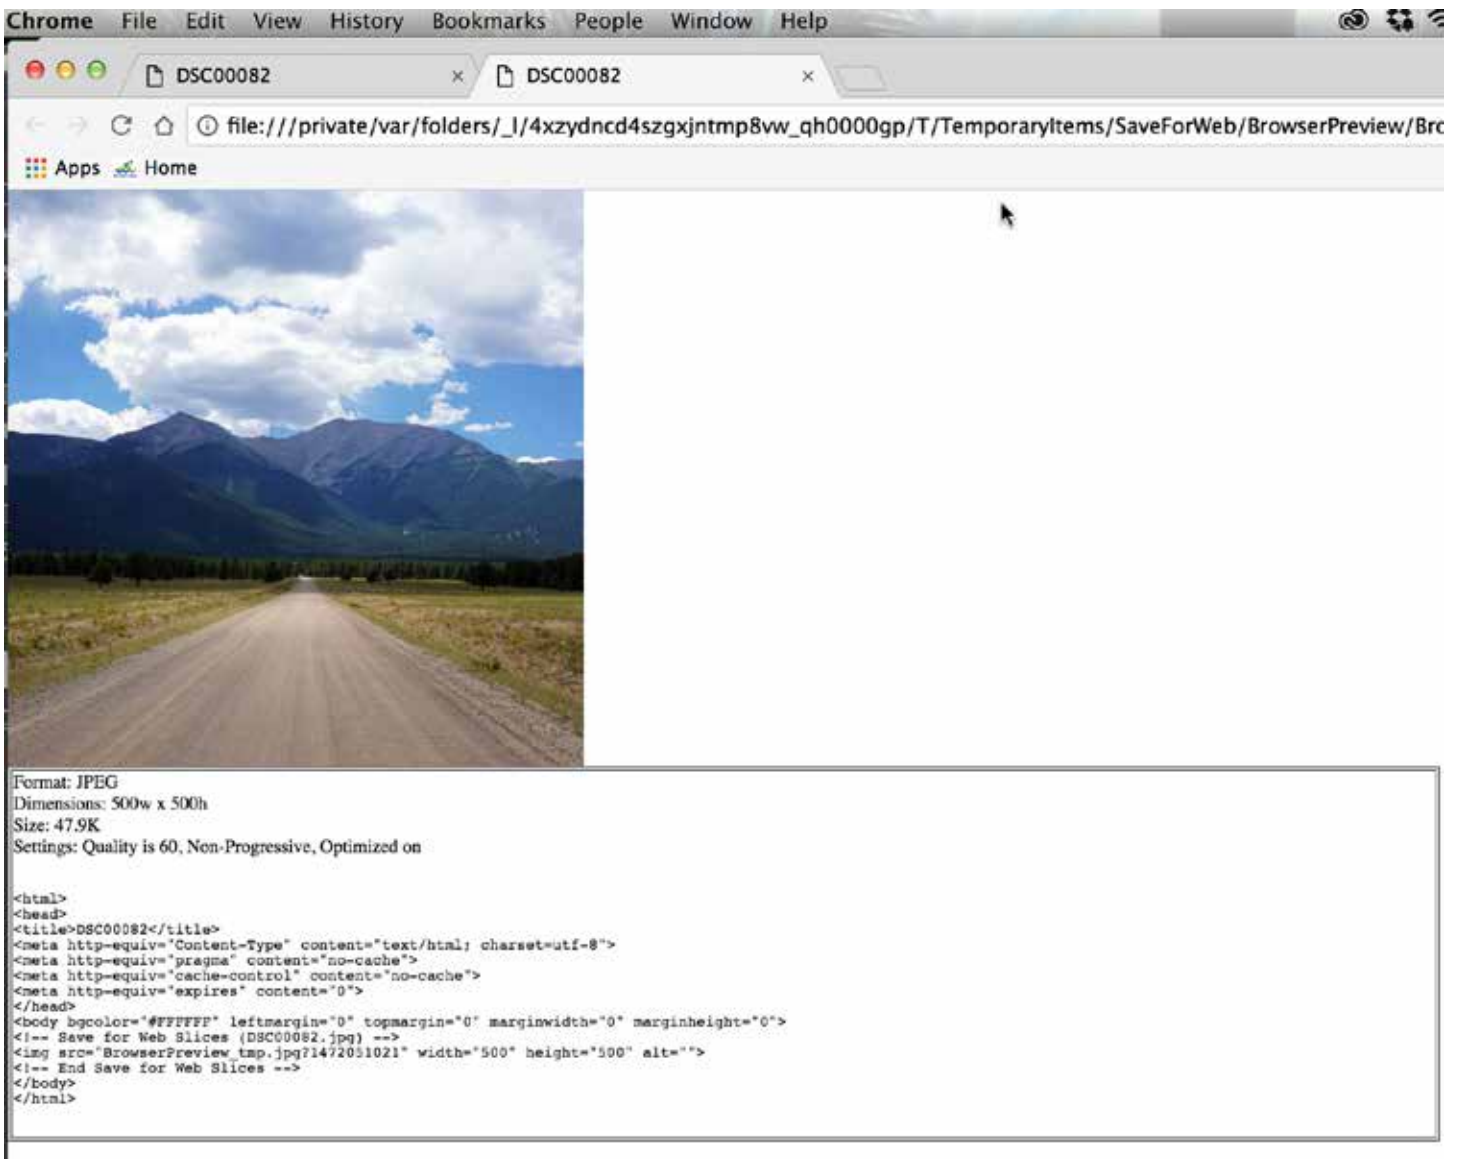 Chrome File Edit View History Bookmarks People Window Help
DSC00082 × DSC00082 ×
file:///private/var/folders/_l/4xzydncd4szgxjntmp8vw_qh0000gp/T/TemporaryItems/SaveForWeb/BrowserPreview/Bro
Apps Home
Format: JPEG
Dimensions: 500w x 500h
Size: 47.9K
Settings: Quality is 60, Non-Progressive, Optimized on
<html>
<head>
<title>DSC00082</title>
<meta http-equiv="Content-Type" content="text/html; charset=utf-8">
<meta http-equiv="pragma" content="no-cache">
<meta http-equiv="cache-control" content="no-cache">
<meta http-equiv="expires" content="0">
</head>
<body bgcolor="#FFFFFF" leftmargin="0" topmargin="0" marginwidth="0" marginheight="0">
<!-- Save for Web Slices (DSC00082.jpg) -->
<img src="BrowserPreview_tmp.jpg?1472051021" width="500" height="500" alt="">
<!-- End Save for Web Slices -->
</body>
</html>